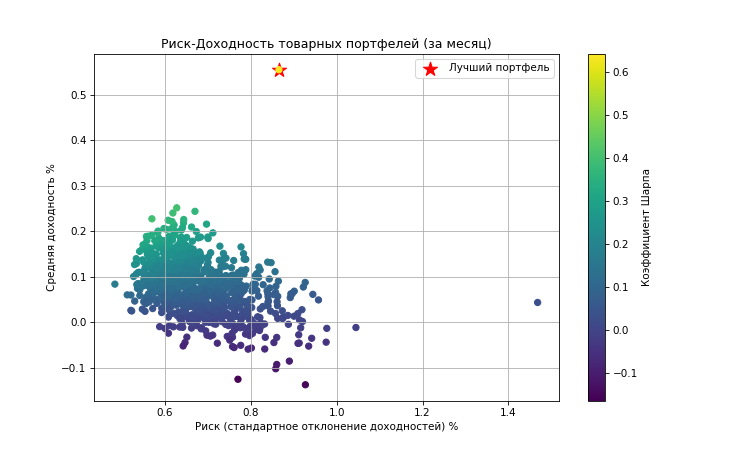 Риск-Доходность товарных портфелей (за месяц)
Лучший портфель
Средняя доходность %
0.5
0.4
0.3
0.2
0.1
0.0
−0.1
0.6 0.8 1.0 1.2 1.4
Риск (стандартное отклонение доходностей) %
0.6
0.5
0.4
0.3
0.2
0.1
0.0
−0.1
Коэффициент Шарпа